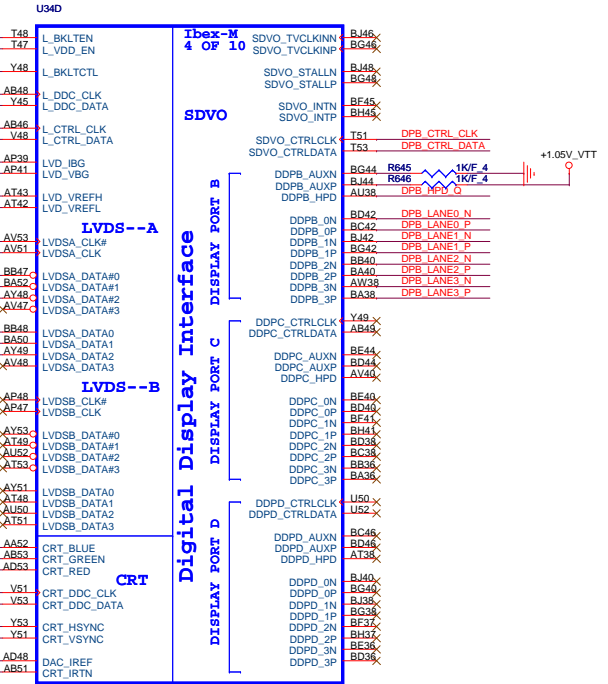 U34D
Ibex-M
4 OF 10
T48 L_BKLTEN
T47 L_VDD_EN
Y48 L_BKLTCTL
AB48 L_DDC_CLK
Y45 L_DDC_DATA
AB46 L_CTRL_CLK
V48 L_CTRL_DATA
AP39 LVD_IBG
AP41 LVD_VBG
AT43 LVD_VREFH
AT42 LVD_VREFL
LVDS--A
AV53 LVDSA_CLK#
AV51 LVDSA_CLK
BB47 LVDSA_DATA#0
BA52 LVDSA_DATA#1
AY48 LVDSA_DATA#2
AV47 LVDSA_DATA#3
BB48 LVDSA_DATA0
BA50 LVDSA_DATA1
AY49 LVDSA_DATA2
AV48 LVDSA_DATA3
LVDS--B
AP48 LVDSB_CLK#
AP47 LVDSB_CLK
AY53 LVDSB_DATA#0
AT49 LVDSB_DATA#1
AU52 LVDSB_DATA#2
AT53 LVDSB_DATA#3
AY51 LVDSB_DATA0
AT48 LVDSB_DATA1
AU50 LVDSB_DATA2
AT51 LVDSB_DATA3
AA52 CRT_BLUE
AB53 CRT_GREEN
AD53 CRT_RED
CRT
V51 CRT_DDC_CLK
V53 CRT_DDC_DATA
Y53 CRT_HSYNC
Y51 CRT_VSYNC
AD48 DAC_IREF
AB51 CRT_IRTN
Digital Display Interface
SDVO
SDVO_TVCLKINN BJ46
SDVO_TVCLKINP BG46
SDVO_STALLN BJ48
SDVO_STALLP BG48
SDVO_INTN BF45
SDVO_INTP BH45
SDVO_CTRLCLK T51 DPB_CTRL_CLK
SDVO_CTRLDATA T53 DPB_CTRL_DATA
+1.05V_VTT
DISPLAY PORT B
DDPB_AUXN BG44 R645 1K/F_4
DDPB_AUXP BJ44 R646 1K/F_4
DDPB_HPD AU38 DPB_HPD_Q
DDPB_0N BD42 DPB_LANE0_N
DDPB_0P BC42 DPB_LANE0_P
DDPB_1N BJ42 DPB_LANE1_N
DDPB_1P BG42 DPB_LANE1_P
DDPB_2N BB40 DPB_LANE2_N
DDPB_2P BA40 DPB_LANE2_P
DDPB_3N AW38 DPB_LANE3_N
DDPB_3P BA38 DPB_LANE3_P
DISPLAY PORT C
DDPC_CTRLCLK Y49
DDPC_CTRLDATA AB49
DDPC_AUXN BE44
DDPC_AUXP BD44
DDPC_HPD AV40
DDPC_0N BE40
DDPC_0P BD40
DDPC_1N BF41
DDPC_1P BH41
DDPC_2N BD38
DDPC_2P BC38
DDPC_3N BB36
DDPC_3P BA36
DISPLAY PORT D
DDPD_CTRLCLK U50
DDPD_CTRLDATA U52
DDPD_AUXN BC46
DDPD_AUXP BD46
DDPD_HPD AT38
DDPD_0N BJ40
DDPD_0P BG40
DDPD_1N BJ38
DDPD_1P BG38
DDPD_2N BF37
DDPD_2P BH37
DDPD_3N BE36
DDPD_3P BD36